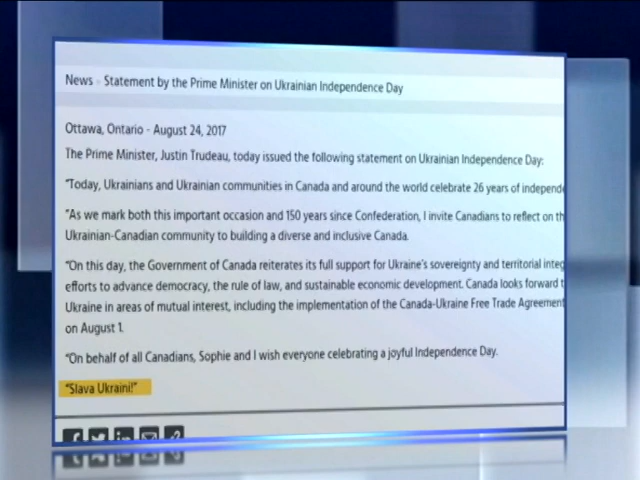 News Statement by the Prime Minister on Ukrainian Independence Day
Ottawa, Ontario - August 24, 2017
The Prime Minister, Justin Trudeau, today issued the following statement on Ukrainian Independence Day:
"Today, Ukrainians and Ukrainian communities in Canada and around the world celebrate 26 years of independe
"As we mark both this important occasion and 150 years since Confederation, I invite Canadians to reflect on th
Ukrainian-Canadian community to building a diverse and inclusive Canada.
"On this day, the Government of Canada reiterates its full support for Ukraine's sovereignty and territorial integ
efforts to advance democracy, the rule of law, and sustainable economic development. Canada looks forward t
Ukraine in areas of mutual interest, including the implementation of the Canada-Ukraine Free Trade Agreement
on August 1.
"On behalf of all Canadians, Sophie and I wish everyone celebrating a joyful Independence Day.
"Slava Ukraini!"